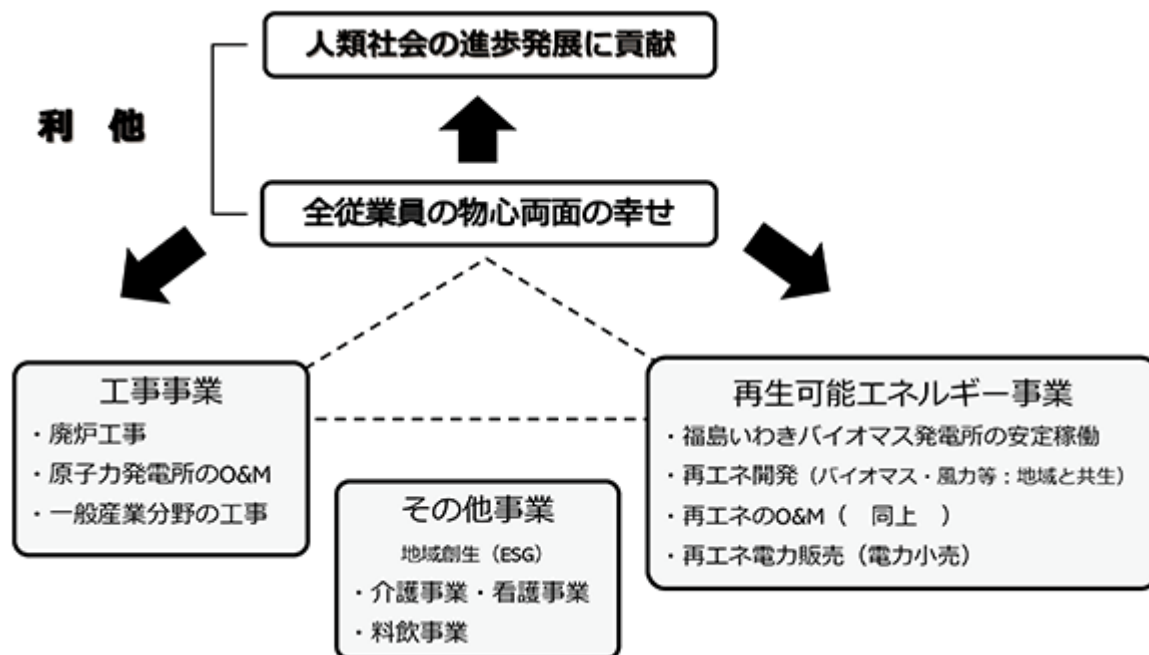 人類社会の進歩発展に貢献
利 他
全従業員の物心両面の幸せ
工事事業
・廃炉工事
・原子力発電所のO&M
・一般産業分野の工事
その他事業
地域創生（ESG）
・介護事業・看護事業
・料飲事業
再生可能エネルギー事業
・福島いわきバイオマス発電所の安定稼働
・再エネ開発（バイオマス・風力等：地域と共生）
・再エネのO&M（ 同上 ）
・再エネ電力販売（電力小売）